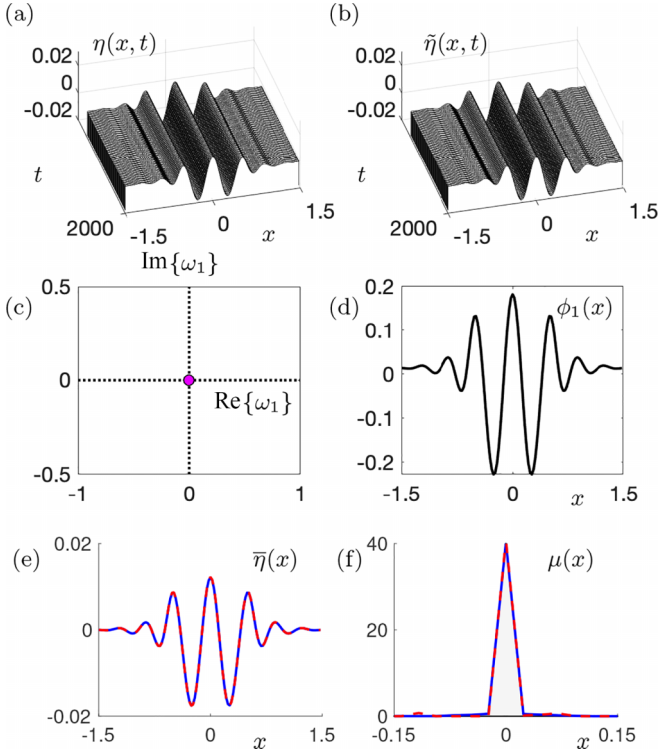 (a) η(x, t) (b) η̃(x, t)
0.02 0.02
0 0
-0.02 -0.02
t t
2000 -1.5 0 x 1.5 2000 -1.5 0 x 1.5
Im{ω₁}
(c) (d) ϕ₁(x)
0.5 0.2
0.1
0 Re{ω₁} 0
-0.1
-0.5 -0.2
-1 0 1 -1.5 0 x 1.5
(e) η̅(x) (f) μ(x)
0.02 40
0 20
-0.02 0
-1.5 0 x 1.5 -0.15 0 x 0.15